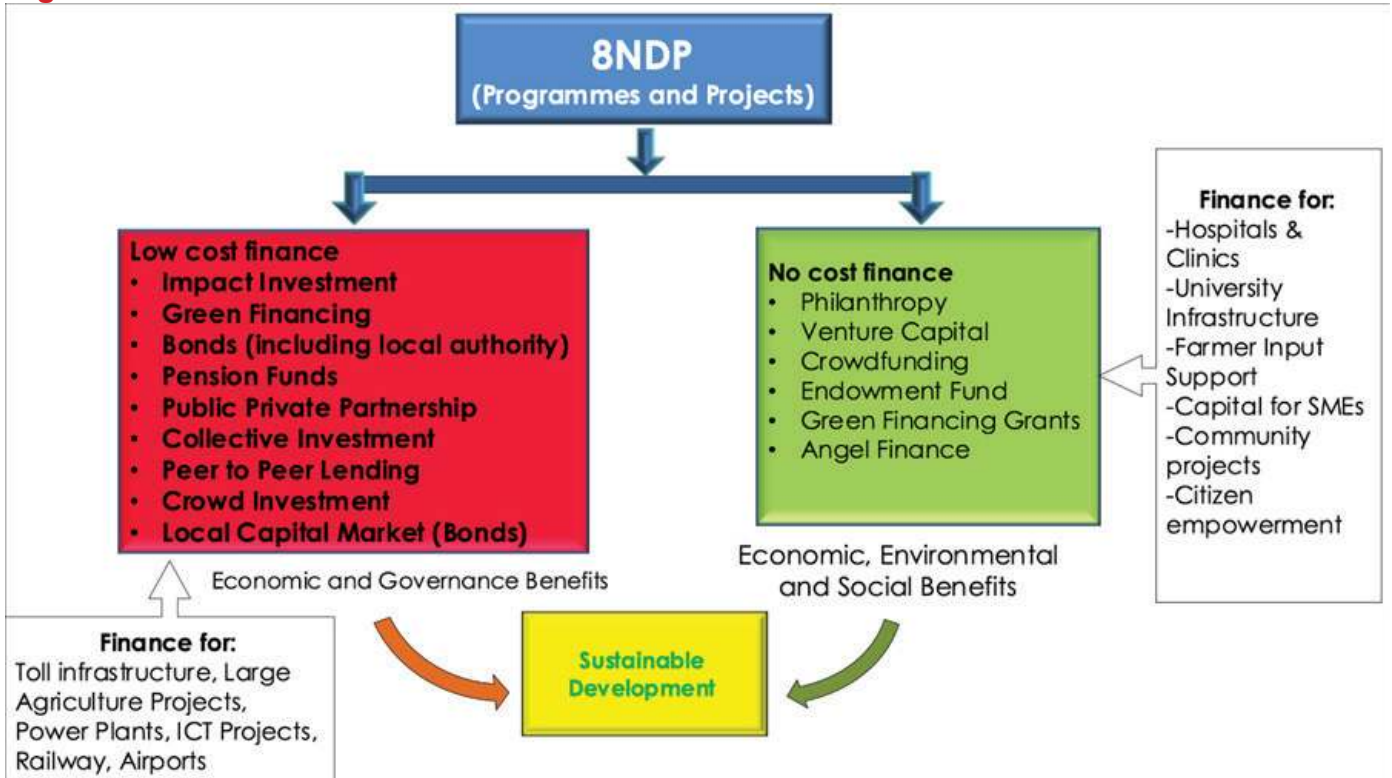 8NDP
(Programmes and Projects)
Low cost finance
• Impact Investment
• Green Financing
• Bonds (including local authority)
• Pension Funds
• Public Private Partnership
• Collective Investment
• Peer to Peer Lending
• Crowd Investment
• Local Capital Market (Bonds)
No cost finance
• Philanthropy
• Venture Capital
• Crowdfunding
• Endowment Fund
• Green Financing Grants
• Angel Finance
Finance for:
-Hospitals &
Clinics
-University
Infrastructure
-Farmer Input
Support
-Capital for SMEs
-Community
projects
-Citizen
empowerment
Economic and Governance Benefits
Economic, Environmental
and Social Benefits
Finance for:
Toll infrastructure, Large
Agriculture Projects,
Power Plants, ICT Projects,
Railway, Airports
Sustainable
Development